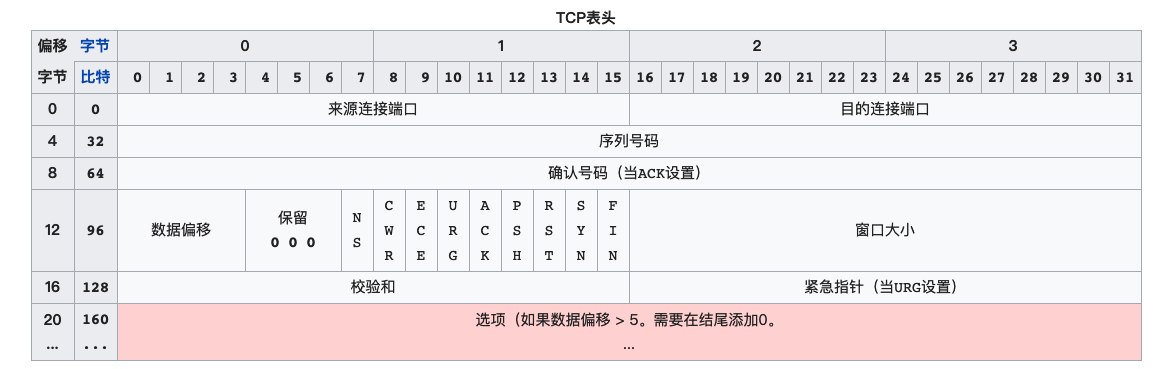 TCP表头
偏移 字节 0 1 2 3
字节 比特 0 1 2 3 4 5 6 7 8 9 10 11 12 13 14 15 16 17 18 19 20 21 22 23 24 25 26 27 28 29 30 31
0 0 来源连接端口 目的连接端口
4 32 序列号码
8 64 确认号码（当ACK设置）
12 96 数据偏移 保留 0 0 0 NS CWR ECE URG ACK PSH RST SYN FIN 窗口大小
16 128 校验和 紧急指针（当URG设置）
20 160 选项（如果数据偏移 > 5。需要在结尾添加0。
... ... ...